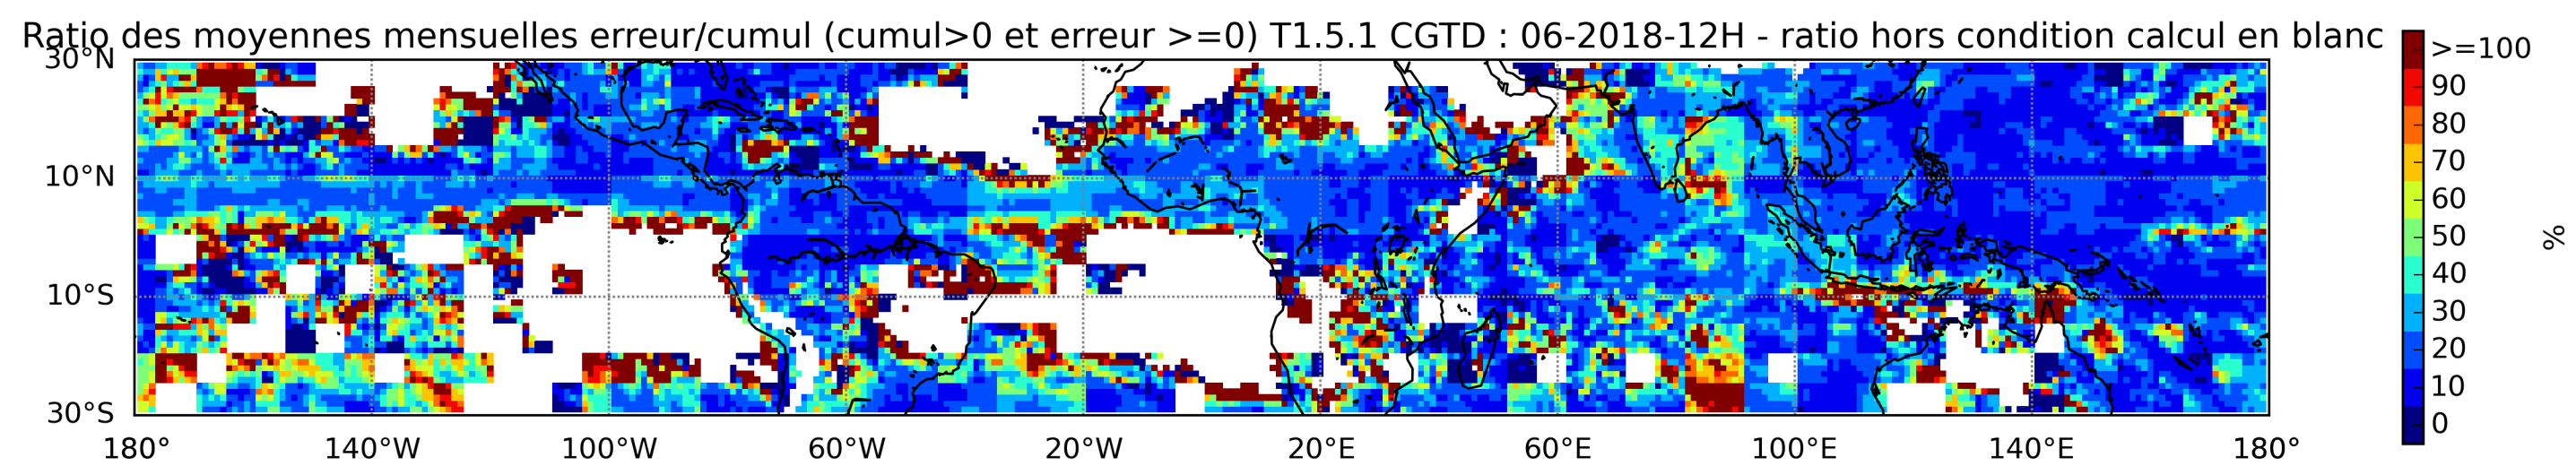 Ratio des moyennes mensuelles erreur/cumul (cumul>0 et erreur >=0) T1.5.1 CGTD : 06-2018-12H - ratio hors condition calcul en blanc
30°N
10°N
10°S
30°S
180°
140°W
100°W
60°W
20°W
20°E
60°E
100°E
140°E
180°
>=100
90
80
70
60
50
40
30
20
10
0
%